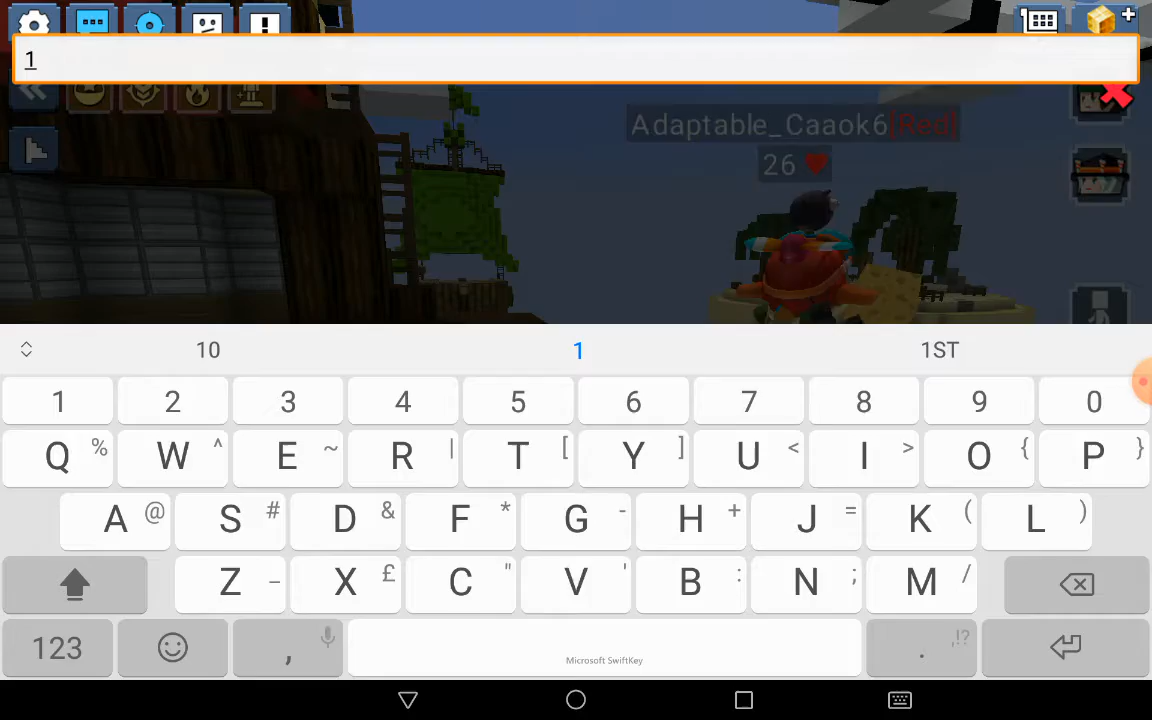 1
Adaptable_Caaok6[Red]
26
10 1 1ST
1 2 3 4 5 6 7 8 9 0
Q % W ^ E ~ R | T [ Y ] U < I > O { P }
A @ S # D & F * G - H + J = K ( L )
Z _ X £ C " V ' B : N ; M /
123 , . ,!?
Microsoft SwiftKey